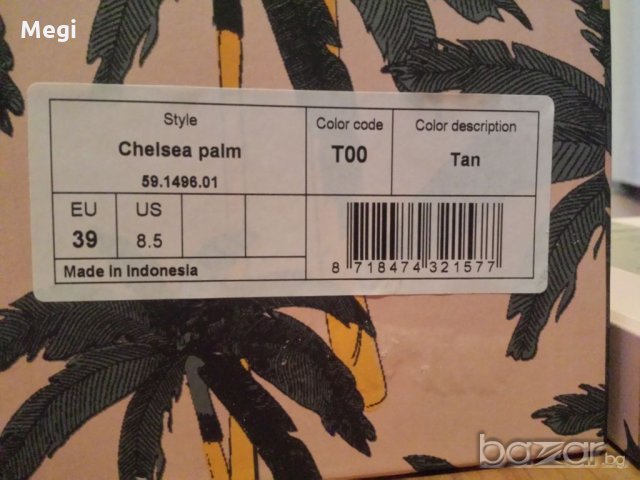 Megi
Style
Chelsea palm
59.1496.01
Color code
T00
Color description
Tan
EU
39
US
8.5
Made in Indonesia
8 718474 321577
bazar.bg